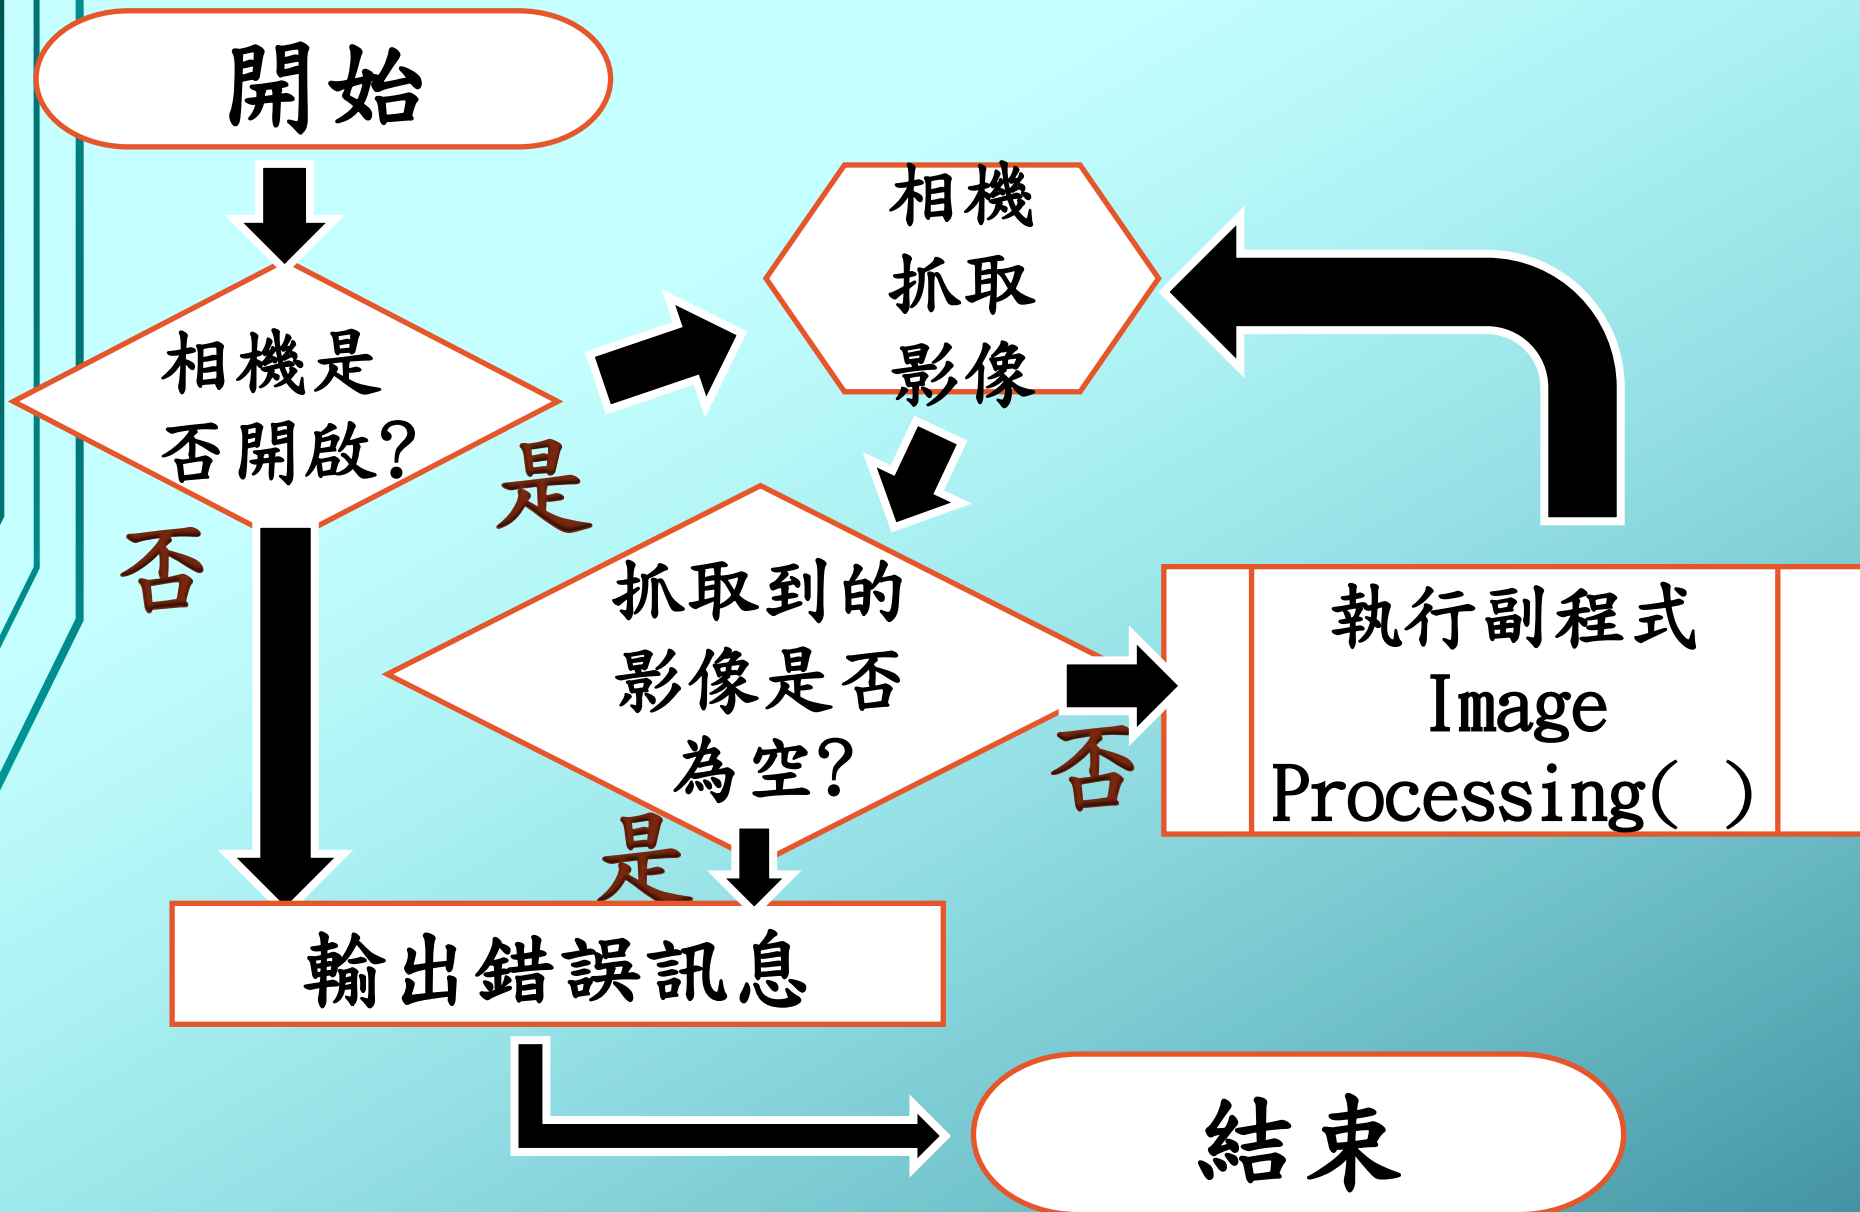 開始
相機是
否開啟?
是
否
相機
抓取
影像
抓取到的
影像是否
為空?
否
是
執行副程式
Image
Processing( )
輸出錯誤訊息
結束